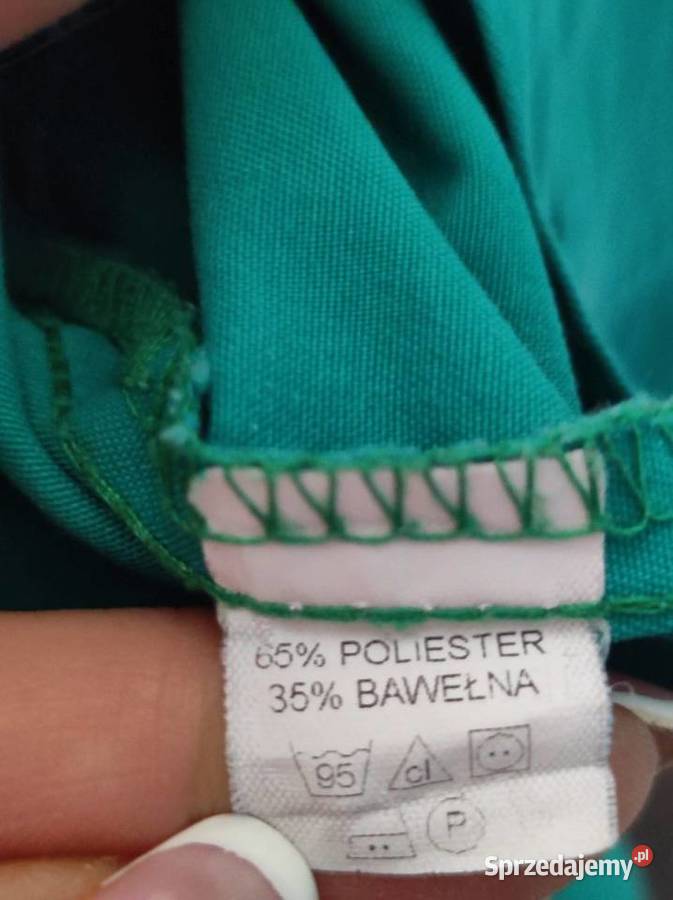 65% POLIESTER
35% BAWEŁNA
95 cl
P
Sprzedajemy.pl